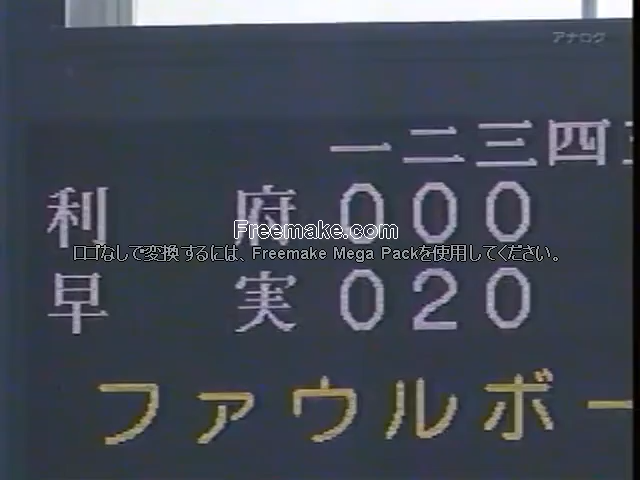 アナログ
一二三四五
利府000
Freemake.com
ロゴなしで変換するには、Freemake Mega Packを使用してください。
早実020
ファウルボー